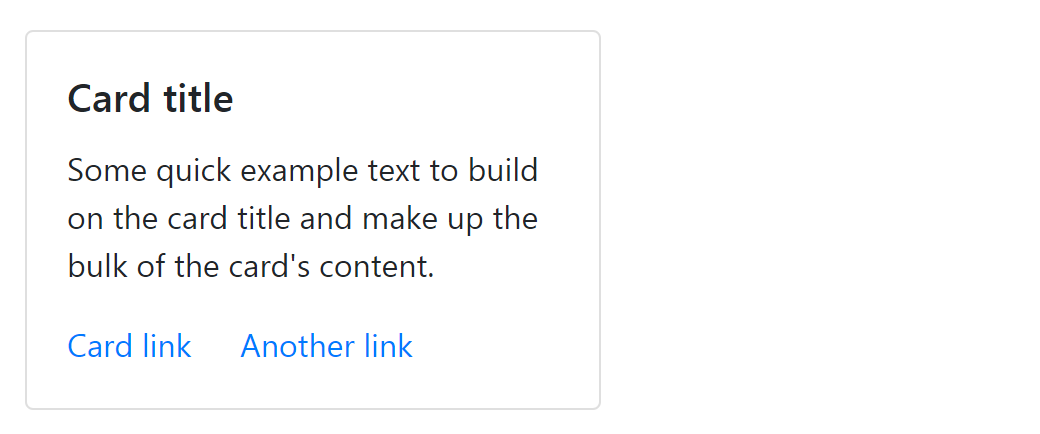 Card title
Some quick example text to build
on the card title and make up the
bulk of the card's content.
Card link Another link